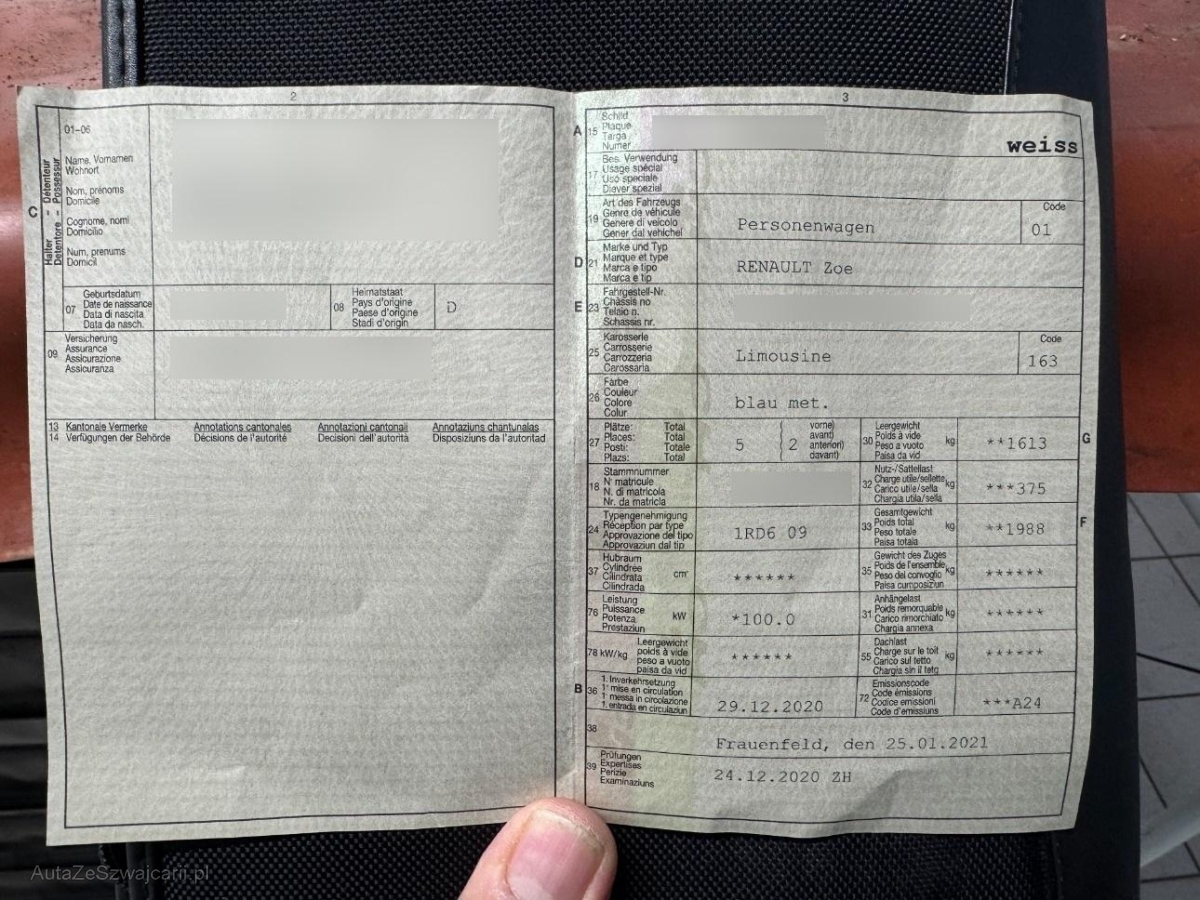 2
01-06
Halter - Détenteur
Detentore - Possessur
C
Name, Vornamen
Wohnort
Nom, prénoms
Domicile
Cognome, nomi
Domicilio
Num, prenums
Domicil
07
Geburtsdatum
Date de naissance
Data di nascita
Data da nasch.
08
Heimatstaat
Pays d'origine
Paese d'origine
Stadi d'origin
D
09
Versicherung
Assurance
Assicurazione
Assicuranza
13 Kantonale Vermerke Annotations cantonales Annotazioni cantonali Annotaziuns chantunalas
14 Verfügungen der Behörde Décisions de l'autorité Decisioni dell'autorità Disposiziuns da l'autoritad
3
A 15
Schild
Plaque
Targa
Numer
weiss
17
Bes. Verwendung
Usage spécial
Uso speciale
Diever spezial
19
Art des Fahrzeugs
Genre de véhicule
Genere di veicolo
Gener dal vehichel
Personenwagen
Code
01
D 21
Marke und Typ
Marque et type
Marca e tipo
Marca e tip
RENAULT Zoe
E 23
Fahrgestell-Nr.
Châssis no
Telaio n.
Schassis nr.
25
Karosserie
Carrosserie
Carrozzeria
Carossaria
Limousine
Code
163
26
Farbe
Couleur
Colore
Colur
blau met.
27
Plätze: Total
Places: Total
Posti: Totale
Plazs: Total
5
2
vorne)
avant)
anteriori)
davant)
30
Leergewicht
Poids à vide
Peso a vuoto
Paisa da vid
kg
**1613
G
18
Stammnummer
N° matricule
N. di matricola
Nr. da matricla
32
Nutz-/Sattellast
Charge utile/sellette
Carico utile/sella
Chargia utila/sella
kg
***375
24
Typengenehmigung
Réception par type
Approvazione del tipo
Approvaziun dal tip
1RD6 09
33
Gesamtgewicht
Poids total
Peso totale
Paisa totala
kg
**1988
F
37
Hubraum
Cylindrée
Cilindrata
Cilindrada
cm³
******
35
Gewicht des Zuges
Poids de l'ensemble
Peso del convoglio
Paisa cumposiziun
kg
******
76
Leistung
Puissance
Potenza
Prestaziun
kW
*100.0
31
Anhängelast
Poids remorquable
Carico rimorchiato
Chargia annexa
kg
******
78 kW/kg
Leergewicht
poids à vide
peso a vuoto
paisa da vid
******
55
Dachlast
Charge sur le toit
Carico sul tetto
Chargia sin il tetg
kg
******
B 36
1. Inverkehrsetzung
1re mise en circulation
1a messa in circolazione
1. entrada en circulaziun
29.12.2020
72
Emissionscode
Code émissions
Codice emissioni
Code d'emissiuns
***A24
38
Frauenfeld, den 25.01.2021
39
Prüfungen
Expertises
Perizie
Examinaziuns
24.12.2020 ZH
AutaZeSzwajcarii.pl